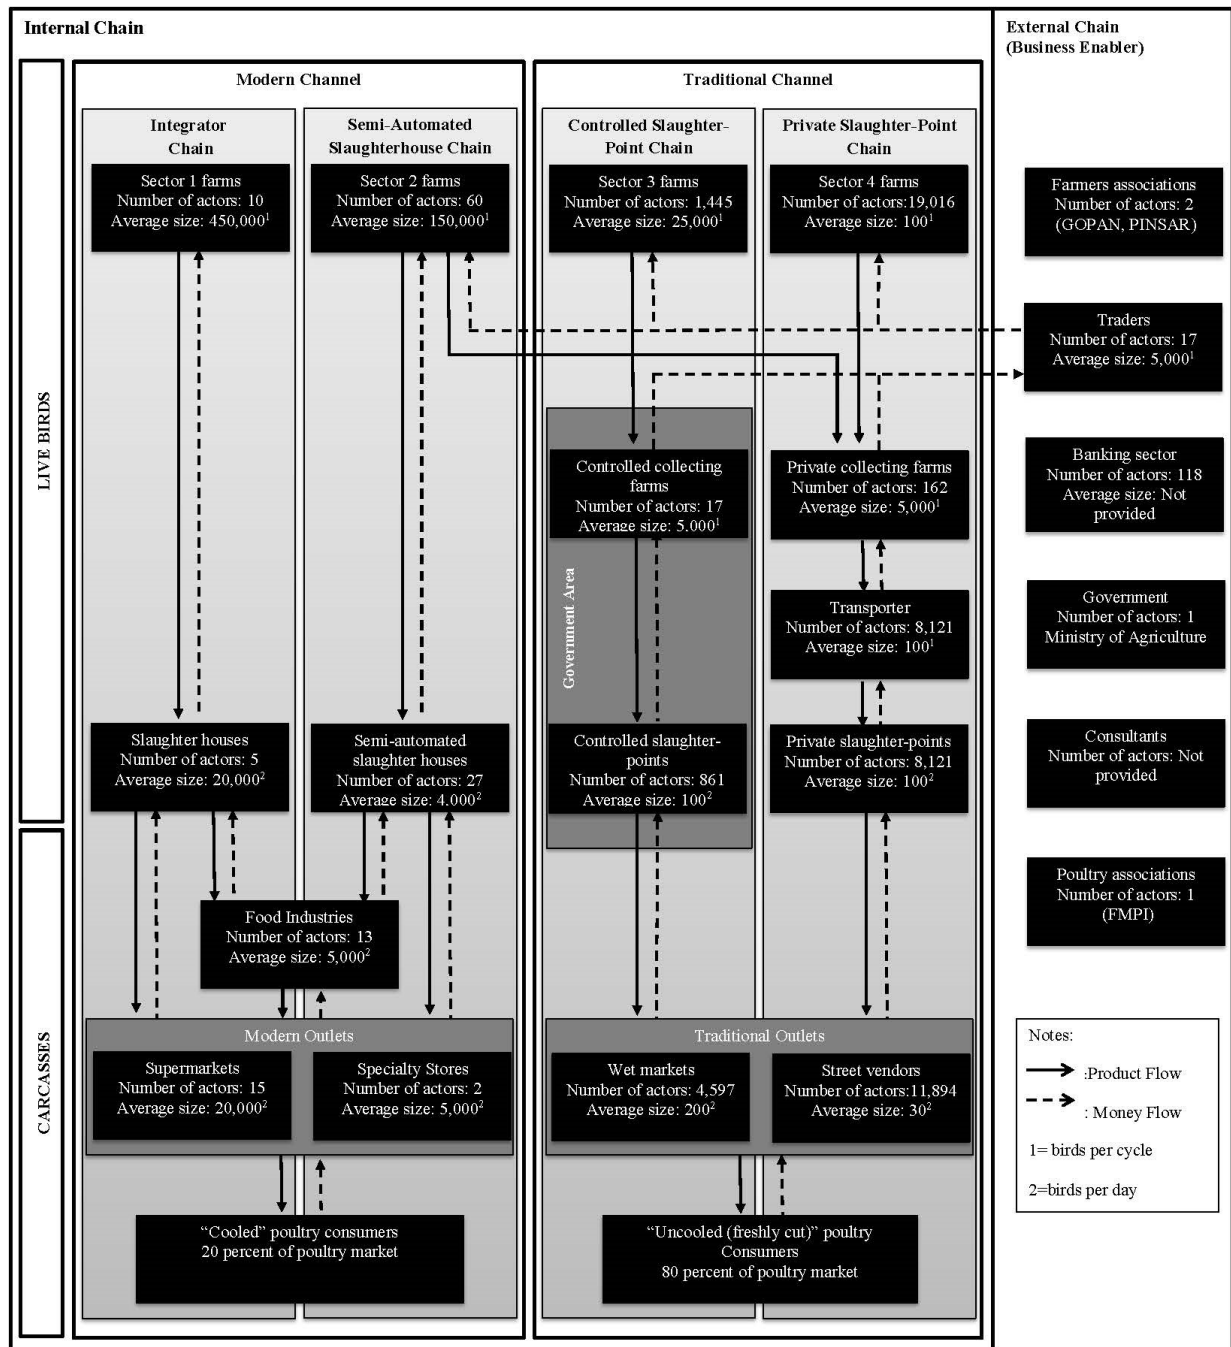 Internal Chain
External Chain
(Business Enabler)
LIVE BIRDS
CARCASSES
Modern Channel
Traditional Channel
Integrator
Chain
Semi-Automated
Slaughterhouse Chain
Controlled Slaughter-
Point Chain
Private Slaughter-Point
Chain
Sector 1 farms
Number of actors: 10
Average size: 450,000¹
Sector 2 farms
Number of actors: 60
Average size: 150,000¹
Sector 3 farms
Number of actors: 1,445
Average size: 25,000¹
Sector 4 farms
Number of actors:19,016
Average size: 100¹
Farmers associations
Number of actors: 2
(GOPAN, PINSAR)
Traders
Number of actors: 17
Average size: 5,000¹
Government Area
Controlled collecting
farms
Number of actors: 17
Average size: 5.000¹
Private collecting farms
Number of actors: 162
Average size: 5,000¹
Banking sector
Number of actors: 118
Average size: Not
provided
Transporter
Number of actors: 8,121
Average size: 100¹
Government
Number of actors: 1
Ministry of Agriculture
Slaughter houses
Number of actors: 5
Average size: 20,000²
Semi-automated
slaughter houses
Number of actors: 27
Average size: 4.000²
Controlled slaughter-
points
Number of actors: 861
Average size: 100²
Private slaughter-points
Number of actors: 8,121
Average size: 100²
Consultants
Number of actors: Not
provided
Food Industries
Number of actors: 13
Average size: 5,000²
Poultry associations
Number of actors: 1
(FMPI)
Modern Outlets
Supermarkets
Number of actors: 15
Average size: 20,000²
Specialty Stores
Number of actors: 2
Average size: 5,000²
Traditional Outlets
Wet markets
Number of actors: 4,597
Average size: 200²
Street vendors
Number of actors:11,894
Average size: 30²
“Cooled” poultry consumers
20 percent of poultry market
“Uncooled (freshly cut)” poultry
Consumers
80 percent of poultry market
Notes:
:Product Flow
: Money Flow
1= birds per cycle
2=birds per day